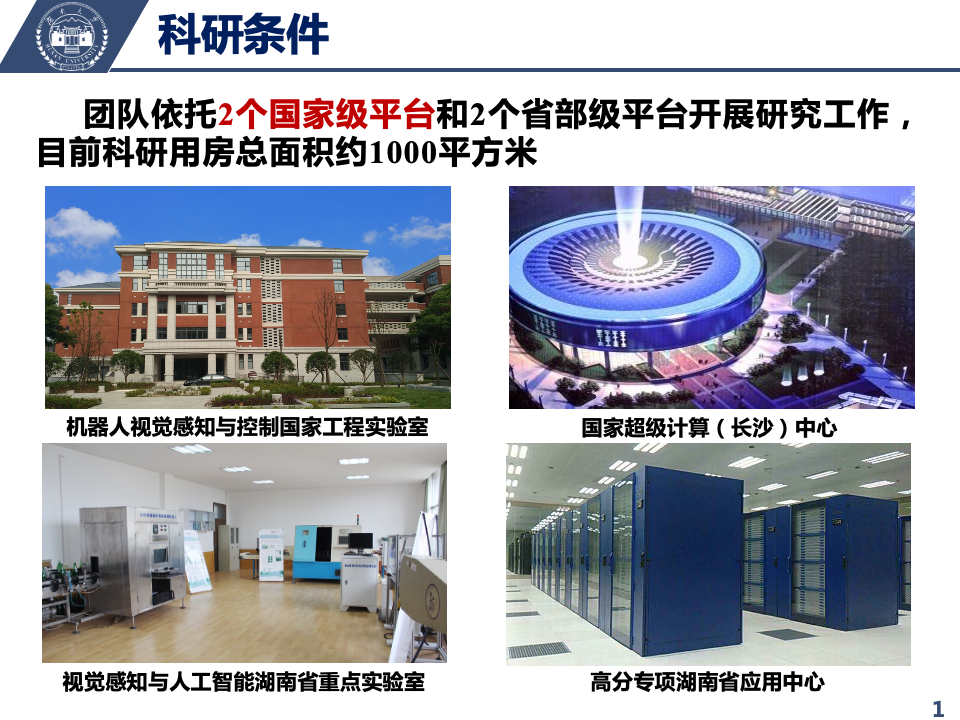 科研条件
团队依托2个国家级平台和2个省部级平台开展研究工作，
目前科研用房总面积约1000平方米
机器人视觉感知与控制国家工程实验室
国家超级计算（长沙）中心
视觉感知与人工智能湖南省重点实验室
高分专项湖南省应用中心
1